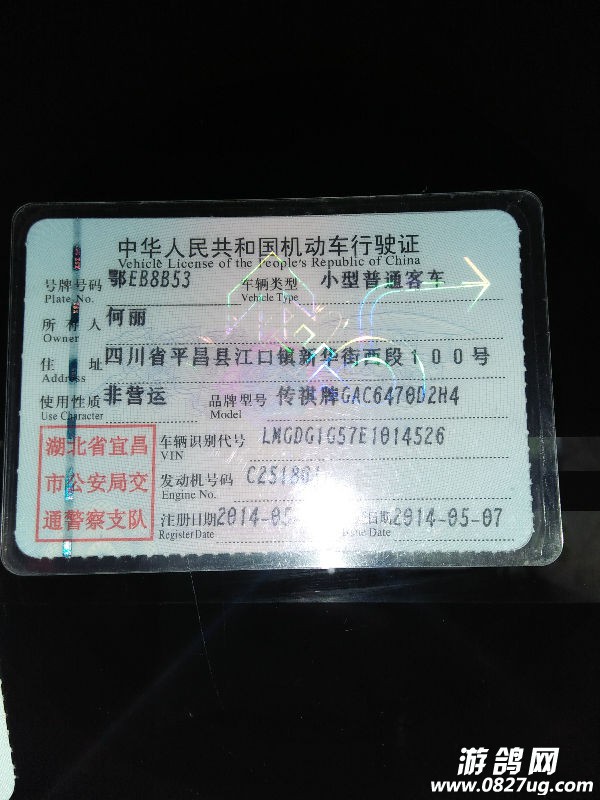 中华人民共和国机动车行驶证
Vehicle License of the People's Republic of China
号牌号码 鄂EB8B53 车辆类型 小型普通客车
Plate No. Vehicle Type
所有人 何丽
Owner
住址 四川省平昌县江口镇新华街西段100号
Address
使用性质 非营运 品牌型号 传祺牌GAC6470D2H4
Use Character Model
湖北省宜昌
市公安局交
通警察支队
车辆识别代号 LMGDG1G57E1014526
VIN
发动机号码
Engine No.
注册日期 日期 2014-05-07
Register Date Issue Date
游鸽网
www.0827ug.com